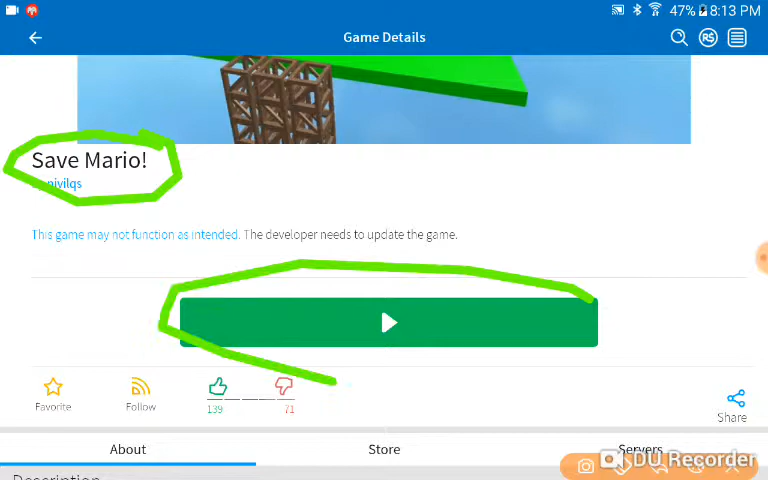 47% 8:13 PM
Game Details
R$
Save Mario!
This game may not function as intended. The developer needs to update the game.
Favorite
Follow
139
71
Share
About
Store
Servers
DU Recorder
Description